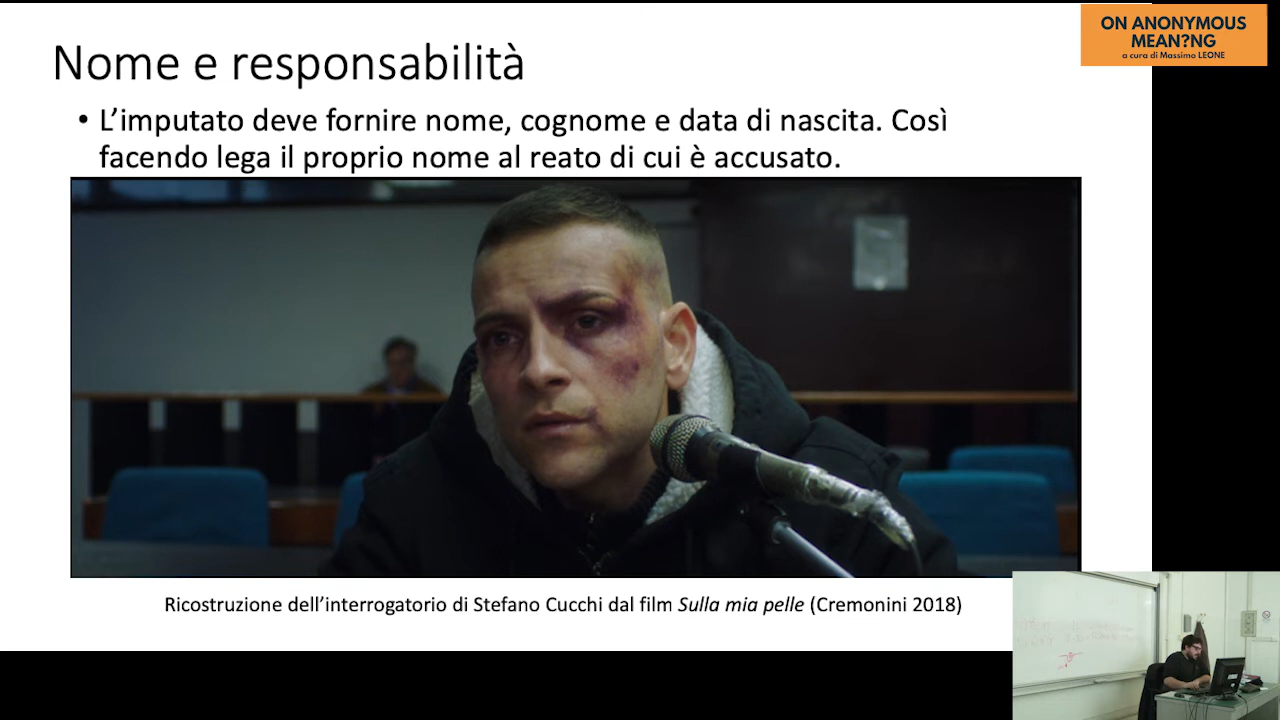 ON ANONYMOUS
MEAN?NG
a cura di Massimo LEONE
Nome e responsabilità
• L’imputato deve fornire nome, cognome e data di nascita. Così
facendo lega il proprio nome al reato di cui è accusato.
Ricostruzione dell’interrogatorio di Stefano Cucchi dal film Sulla mia pelle (Cremonini 2018)